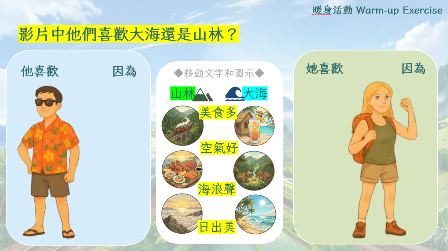 暖身活動 Warm-up Exercise
影片中他們喜歡大海還是山林？
他喜歡 因為
◆移動文字和圖示◆
山林 大海
美食多
空氣好
海浪聲
日出美
她喜歡 因為